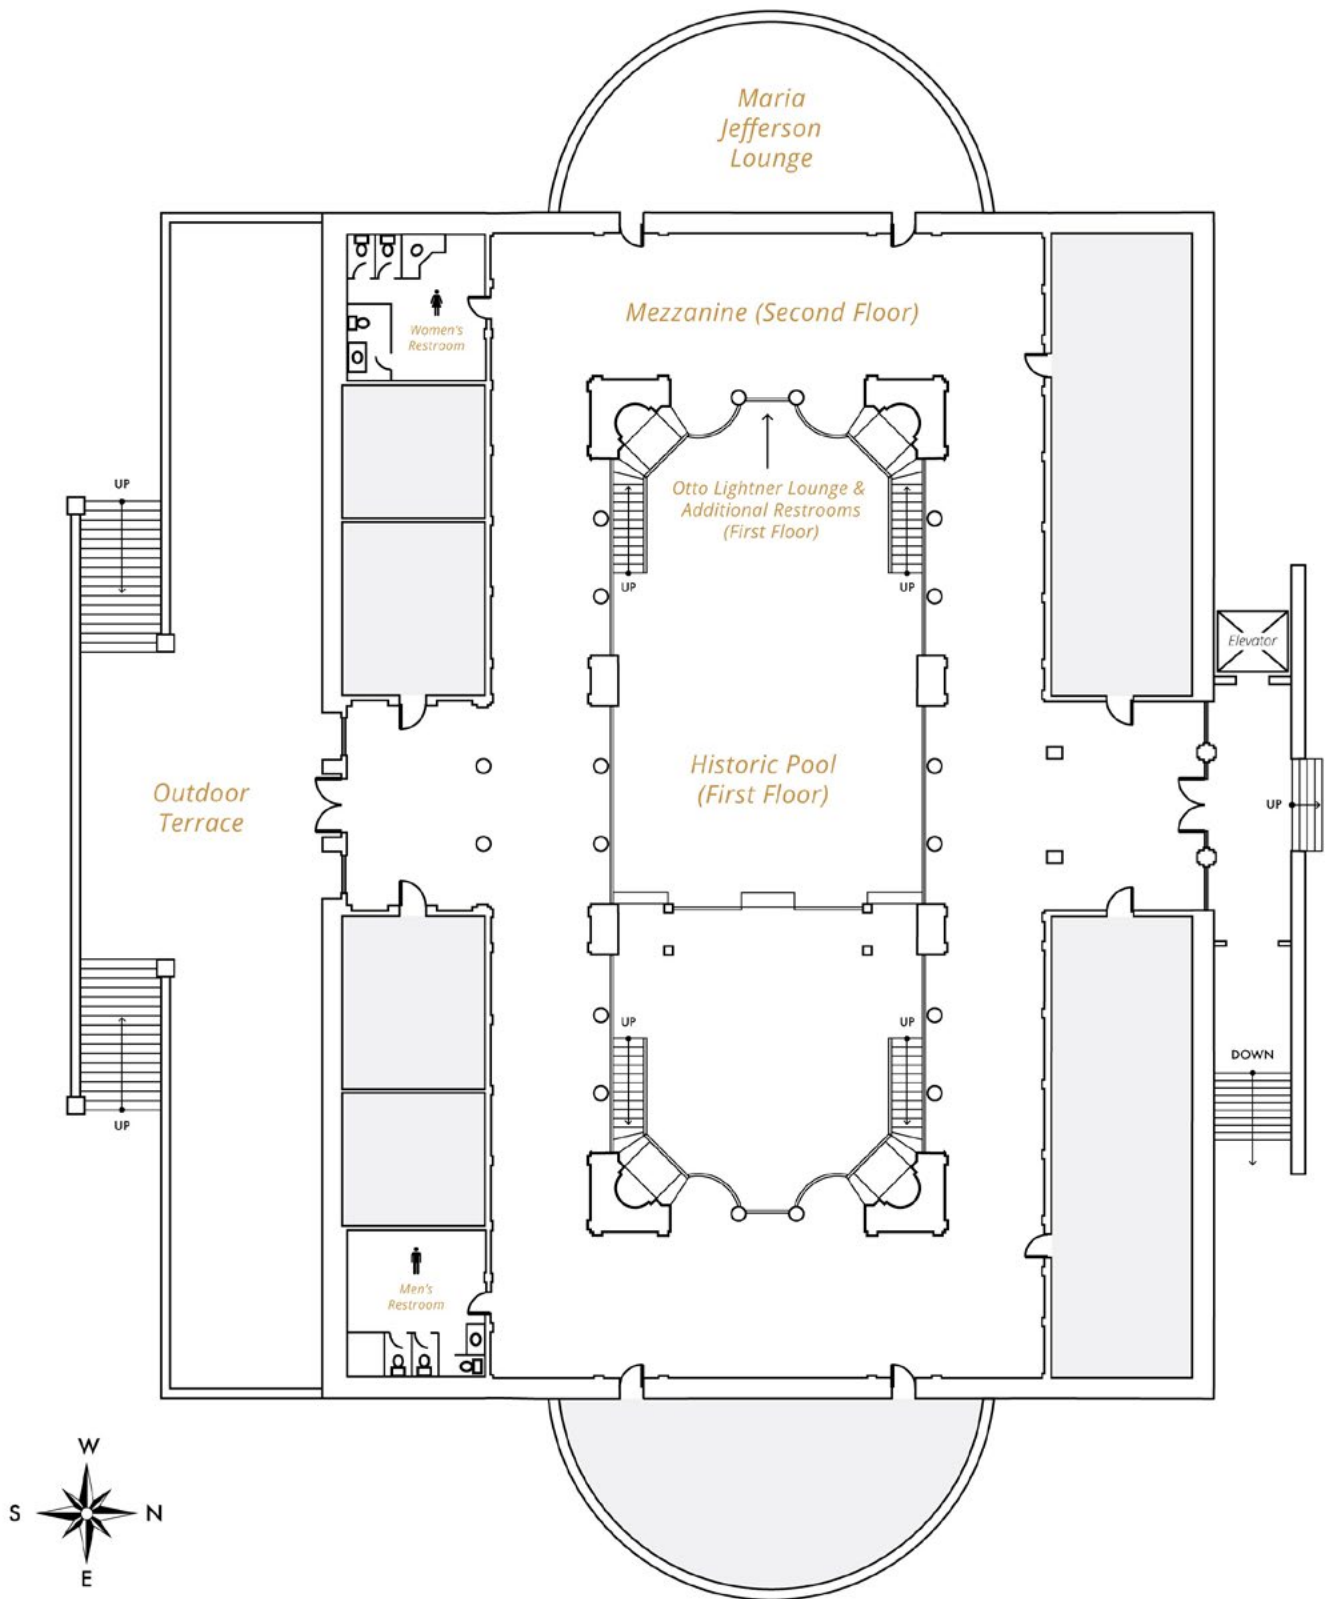 Maria
Jefferson
Lounge
Mezzanine (Second Floor)
Women's
Restroom
Otto Lightner Lounge &
Additional Restrooms
(First Floor)
UP
UP
UP
Elevator
Historic Pool
(First Floor)
Outdoor
Terrace
UP
UP
UP
DOWN
UP
Men's
Restroom
W
S
N
E